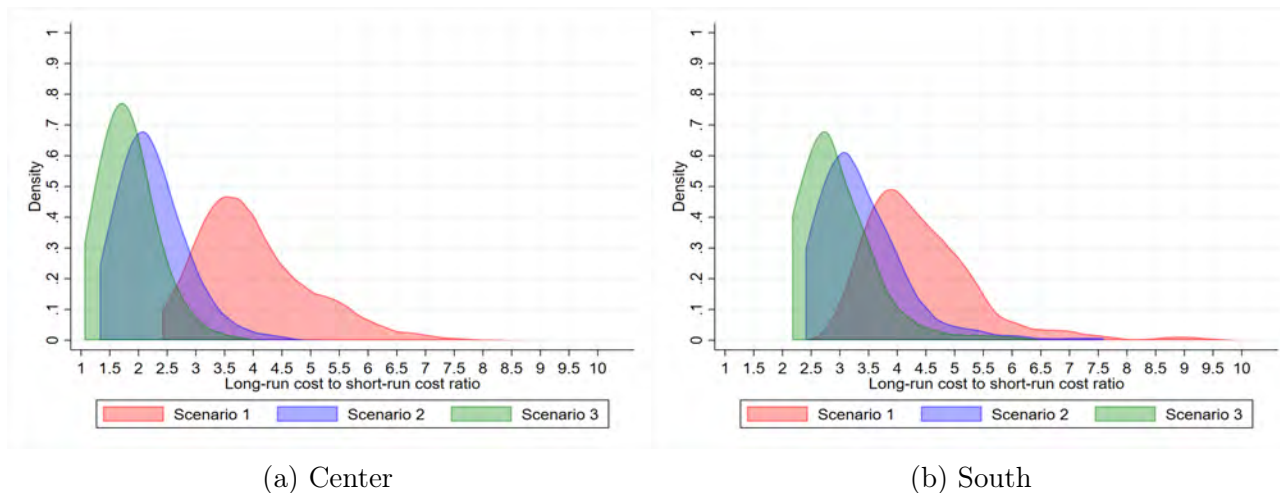 Density
1
.9
.8
.7
.6
.5
.4
.3
.2
.1
0
1 1.5 2 2.5 3 3.5 4 4.5 5 5.5 6 6.5 7 7.5 8 8.5 9 9.5 10
Long-run cost to short-run cost ratio
Scenario 1 Scenario 2 Scenario 3
(a) Center
Density
1
.9
.8
.7
.6
.5
.4
.3
.2
.1
0
1 1.5 2 2.5 3 3.5 4 4.5 5 5.5 6 6.5 7 7.5 8 8.5 9 9.5 10
Long-run cost to short-run cost ratio
Scenario 1 Scenario 2 Scenario 3
(b) South